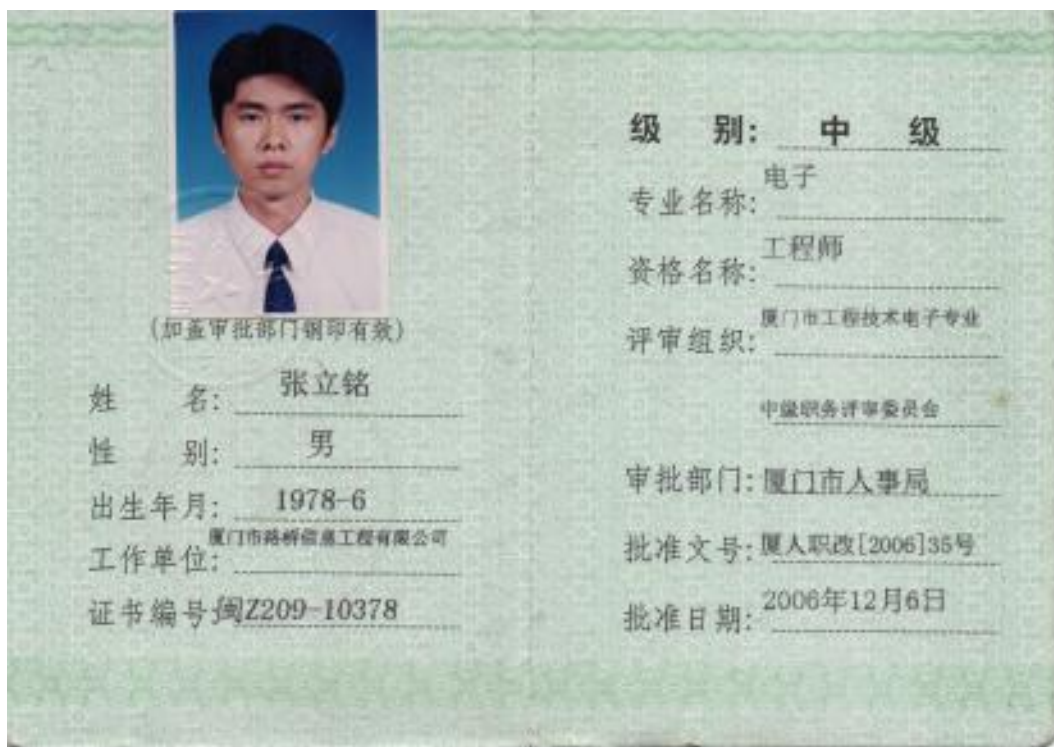 (加盖审批部门钢印有效)
姓 名: 张立铭
性 别: 男
出生年月: 1978-6
工作单位: 厦门市路桥信息工程有限公司
证书编号: 闽Z209-10378
级 别: 中 级
专业名称: 电子
资格名称: 工程师
评审组织: 厦门市工程技术电子专业
中级职务评审委员会
审批部门: 厦门市人事局
批准文号: 厦人职改[2006]35号
批准日期: 2006年12月6日